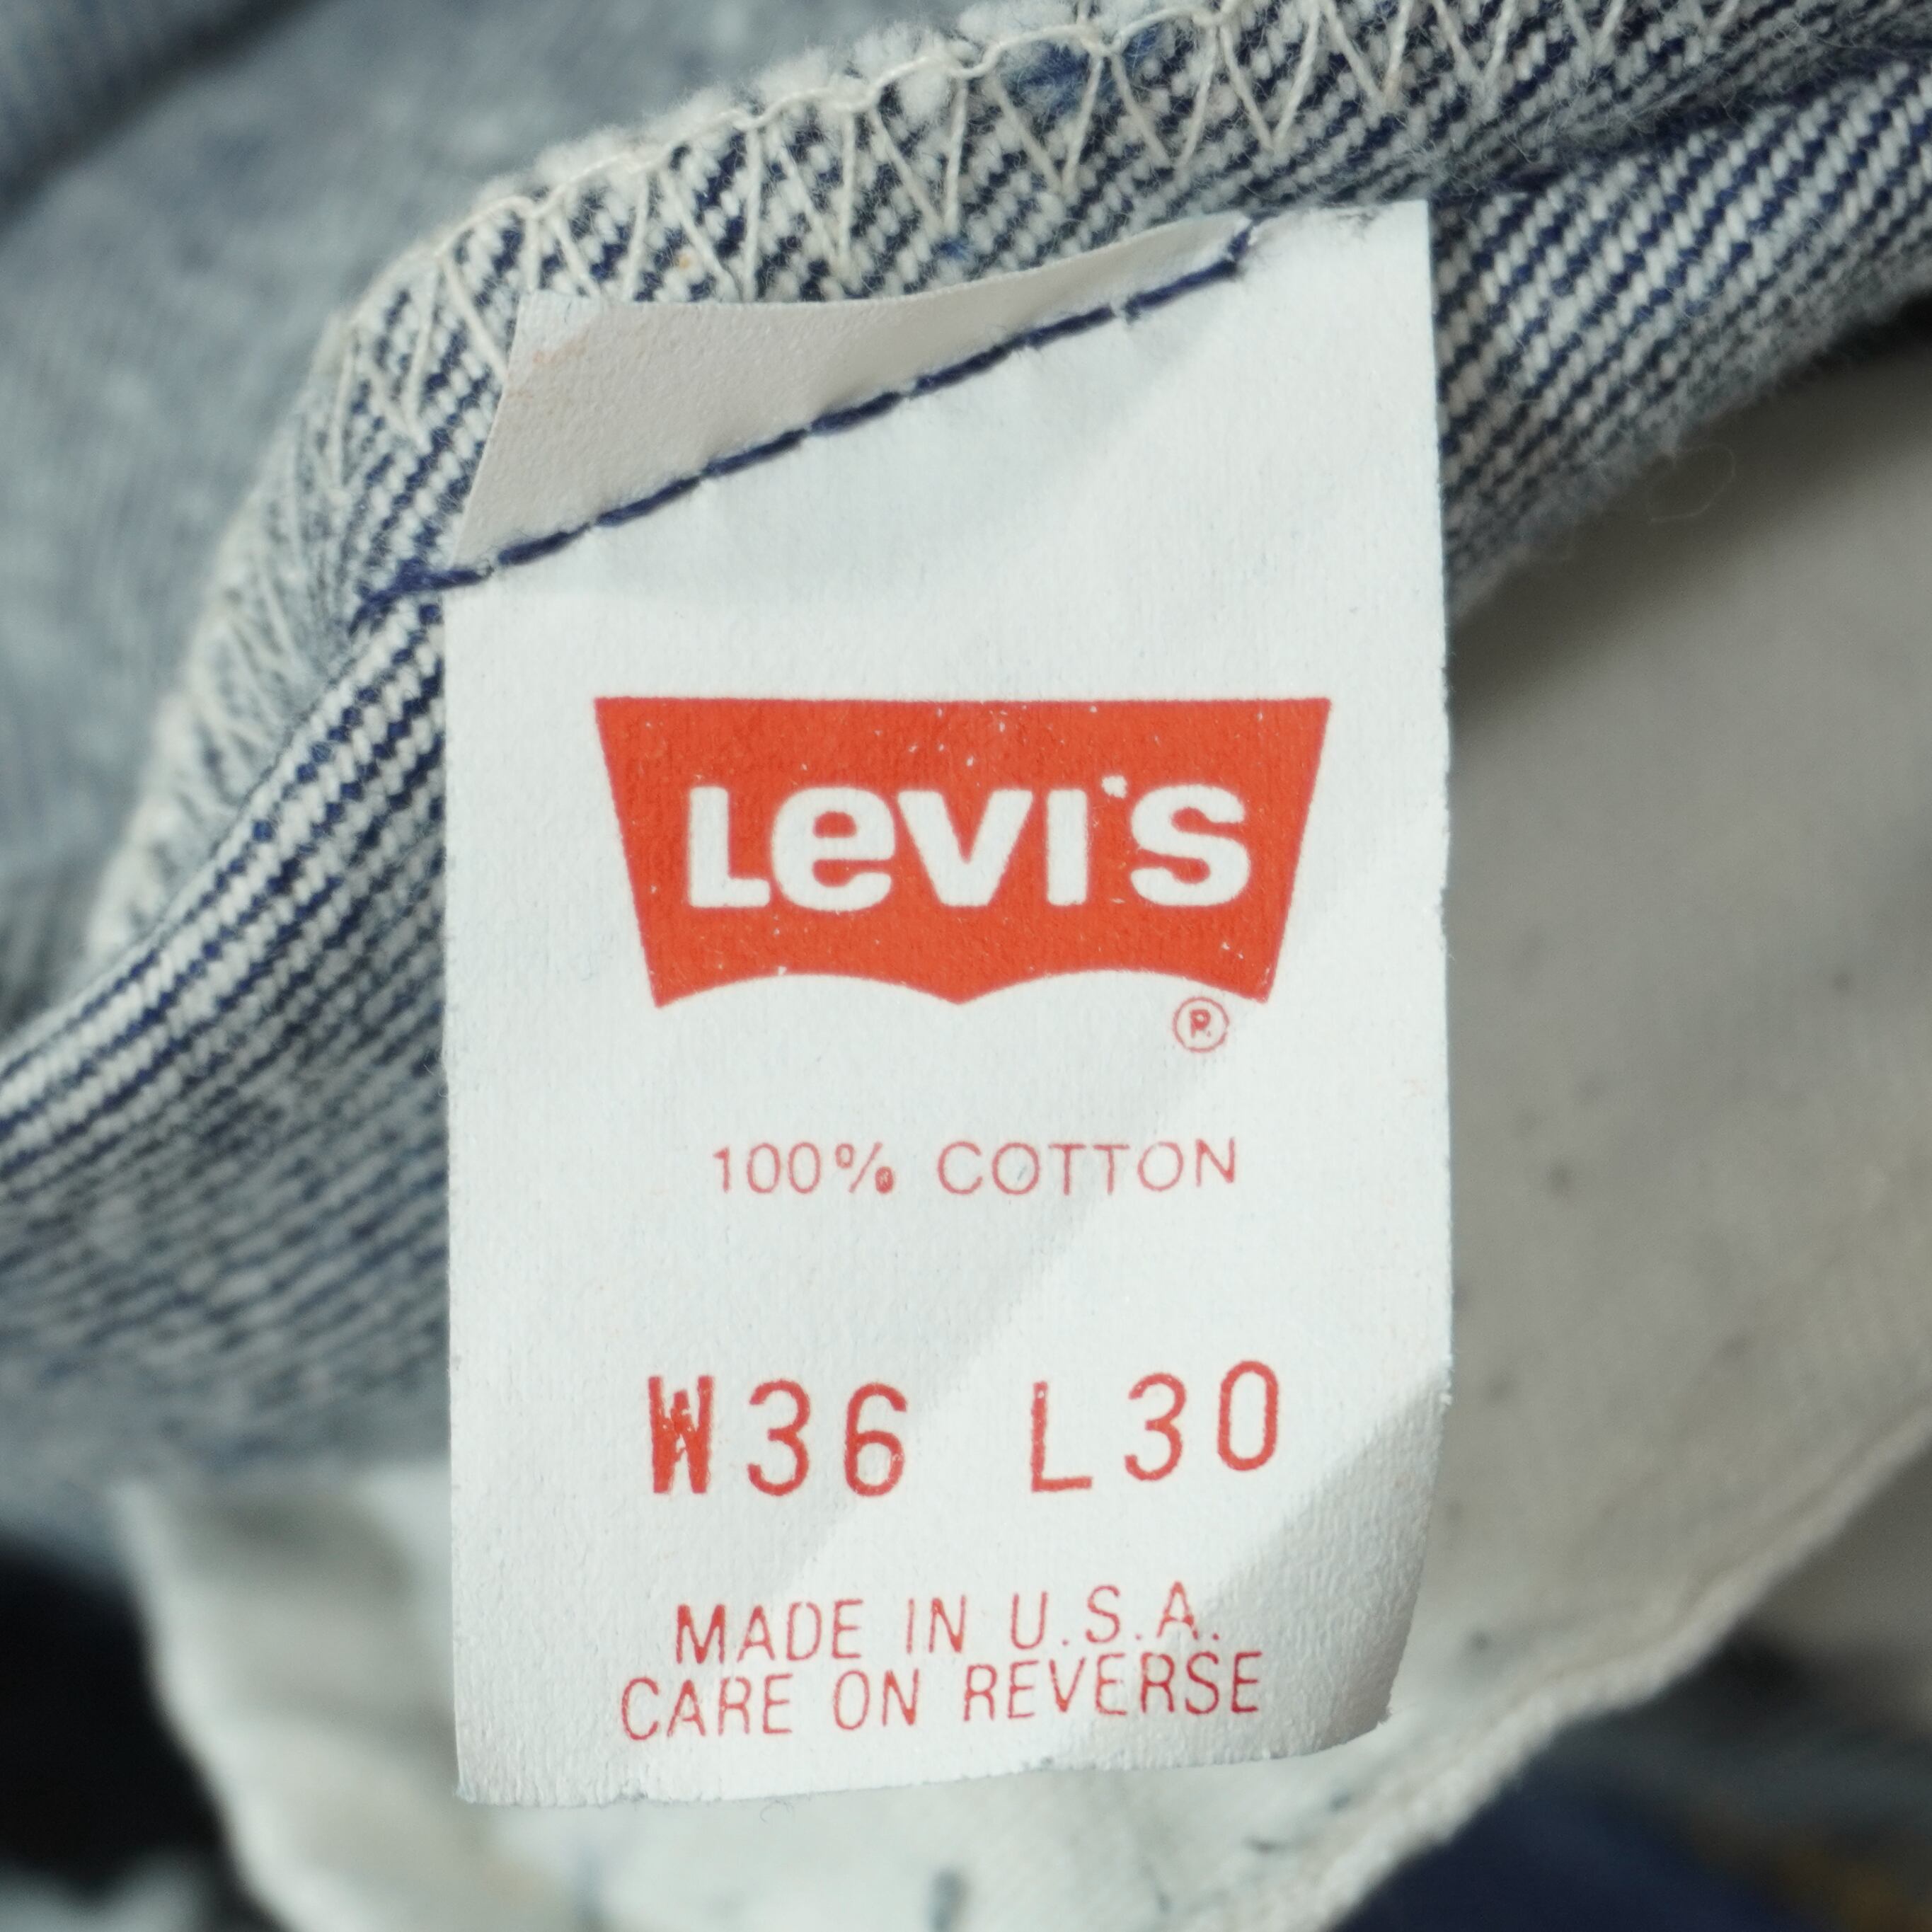 Levi's
®
100% COTTON
W36 L30
MADE IN U.S.A.
CARE ON REVERSE